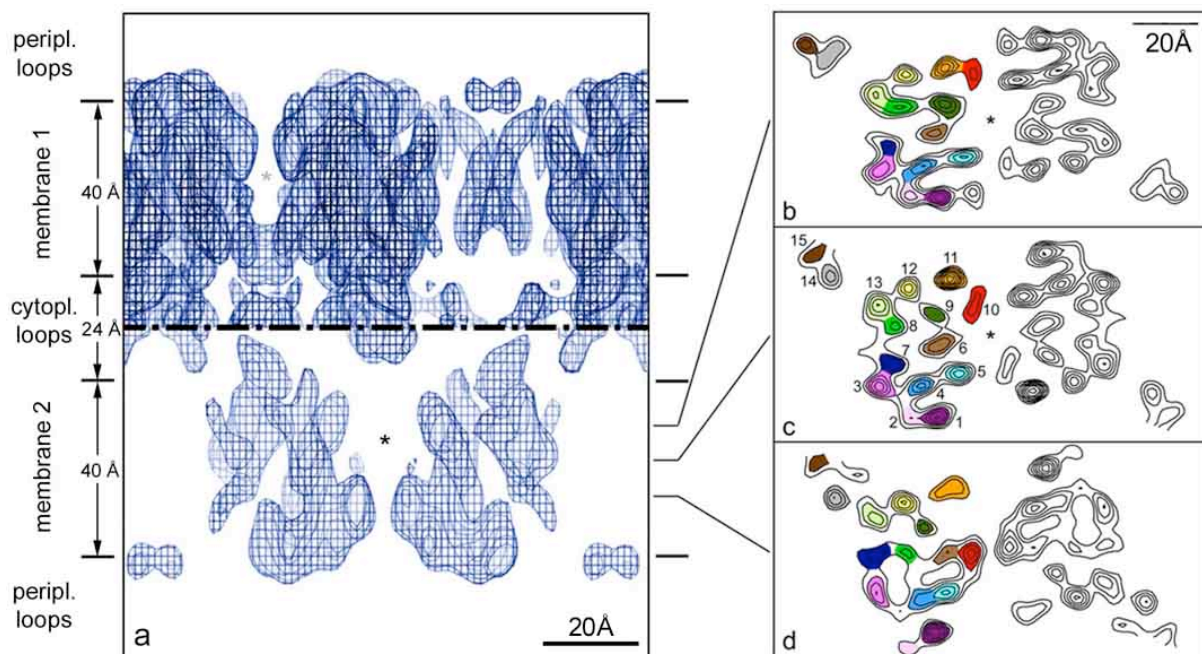 peripl.
loops
membrane 1
40 Å
cytopl.
loops
24 Å
membrane 2
40 Å
peripl.
loops
*
*
a
20Å
20Å
*
b
15
14
13
12
11
10
9
8
7
6
5
4
3
2
1
*
c
d